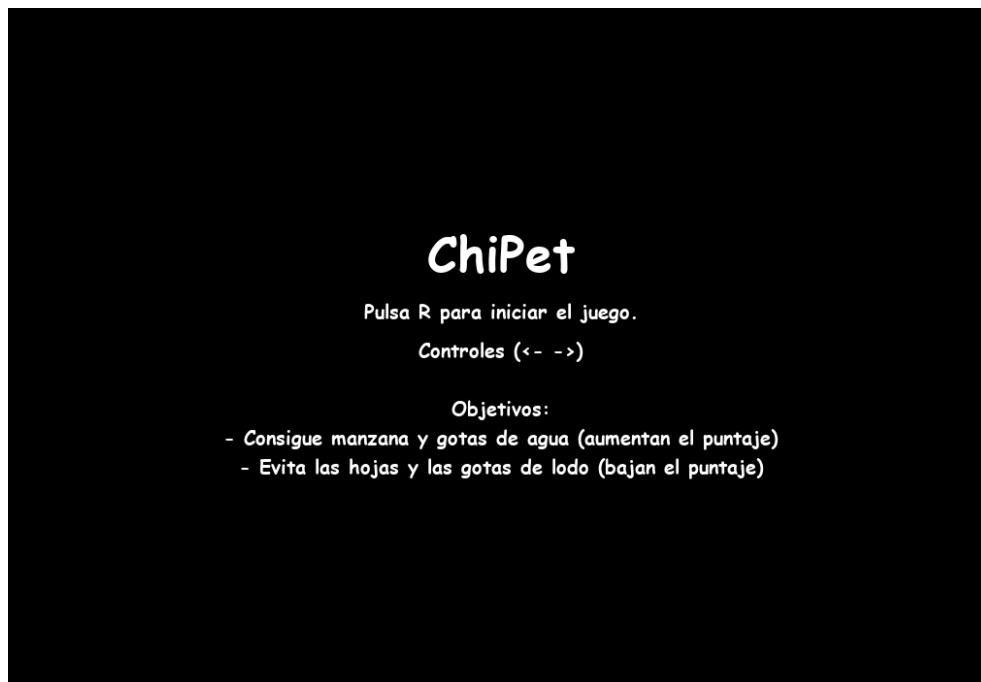 ChiPet
Pulsa R para iniciar el juego.
Controles (<- ->)
Objetivos:
- Consigue manzana y gotas de agua (aumentan el puntaje)
- Evita las hojas y las gotas de lodo (bajan el puntaje)